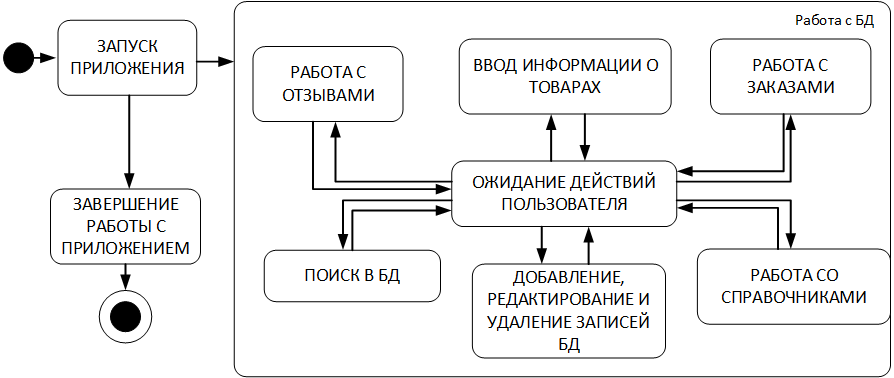 Работа с БД
ЗАПУСК
ПРИЛОЖЕНИЯ
РАБОТА С
ОТЗЫВАМИ
ВВОД ИНФОРМАЦИИ О
ТОВАРАХ
РАБОТА С
ЗАКАЗАМИ
ОЖИДАНИЕ ДЕЙСТВИЙ
ПОЛЬЗОВАТЕЛЯ
ЗАВЕРШЕНИЕ
РАБОТЫ С
ПРИЛОЖЕНИЕМ
ПОИСК В БД
ДОБАВЛЕНИЕ,
РЕДАКТИРОВАНИЕ И
УДАЛЕНИЕ ЗАПИСЕЙ
БД
РАБОТА СО
СПРАВОЧНИКАМИ